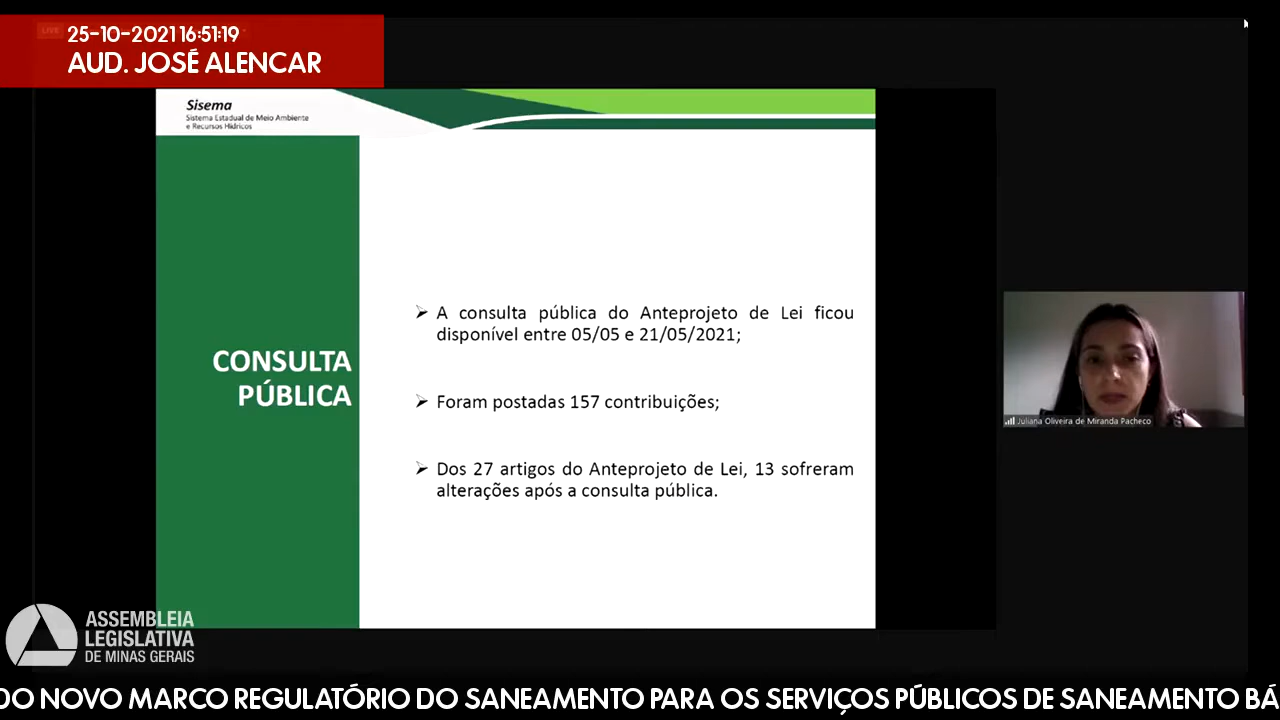 LIVE
25-10-2021 16:51:19
AUD. JOSÉ ALENCAR
Sisema
Sistema Estadual de Meio Ambiente
e Recursos Hídricos
CONSULTA
PÚBLICA
➢ A consulta pública do Anteprojeto de Lei ficou
disponível entre 05/05 e 21/05/2021;
➢ Foram postadas 157 contribuições;
➢ Dos 27 artigos do Anteprojeto de Lei, 13 sofreram
alterações após a consulta pública.
Juliana Oliveira de Miranda Pacheco
ASSEMBLEIA
LEGISLATIVA
DE MINAS GERAIS
DO NOVO MARCO REGULATÓRIO DO SANEAMENTO PARA OS SERVIÇOS PÚBLICOS DE SANEAMENTO BÁ